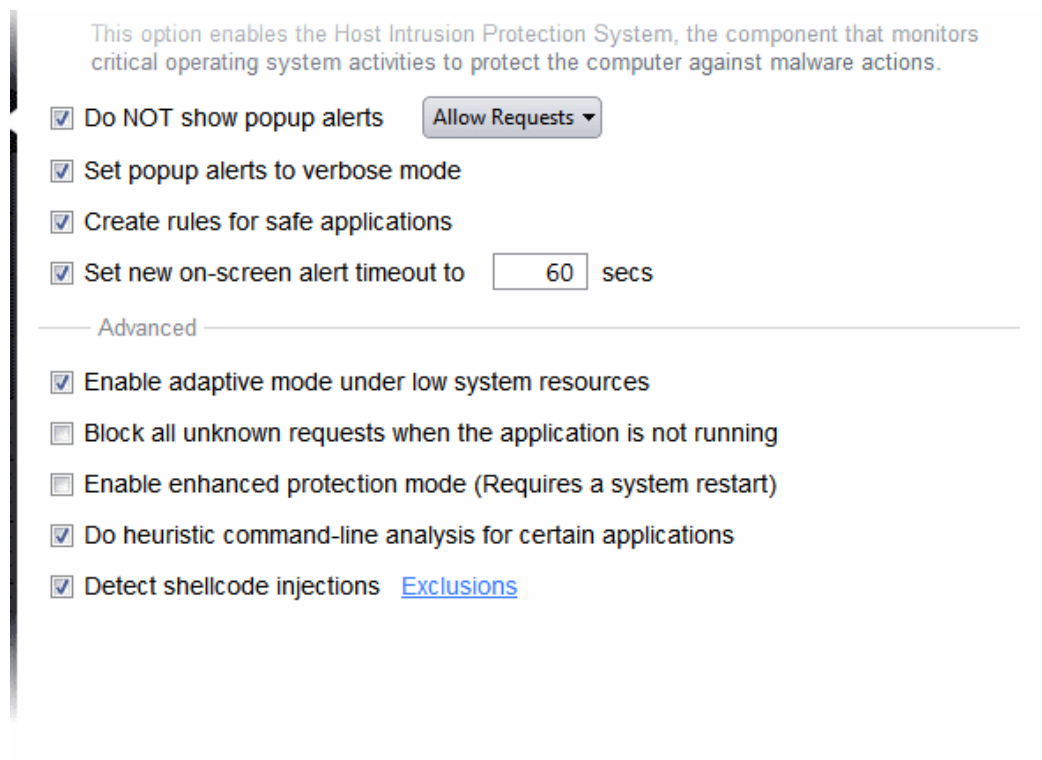 This option enables the Host Intrusion Protection System, the component that monitors
critical operating system activities to protect the computer against malware actions.
Do NOT show popup alerts Allow Requests
Set popup alerts to verbose mode
Create rules for safe applications
Set new on-screen alert timeout to 60 secs
Advanced
Enable adaptive mode under low system resources
Block all unknown requests when the application is not running
Enable enhanced protection mode (Requires a system restart)
Do heuristic command-line analysis for certain applications
Detect shellcode injections Exclusions